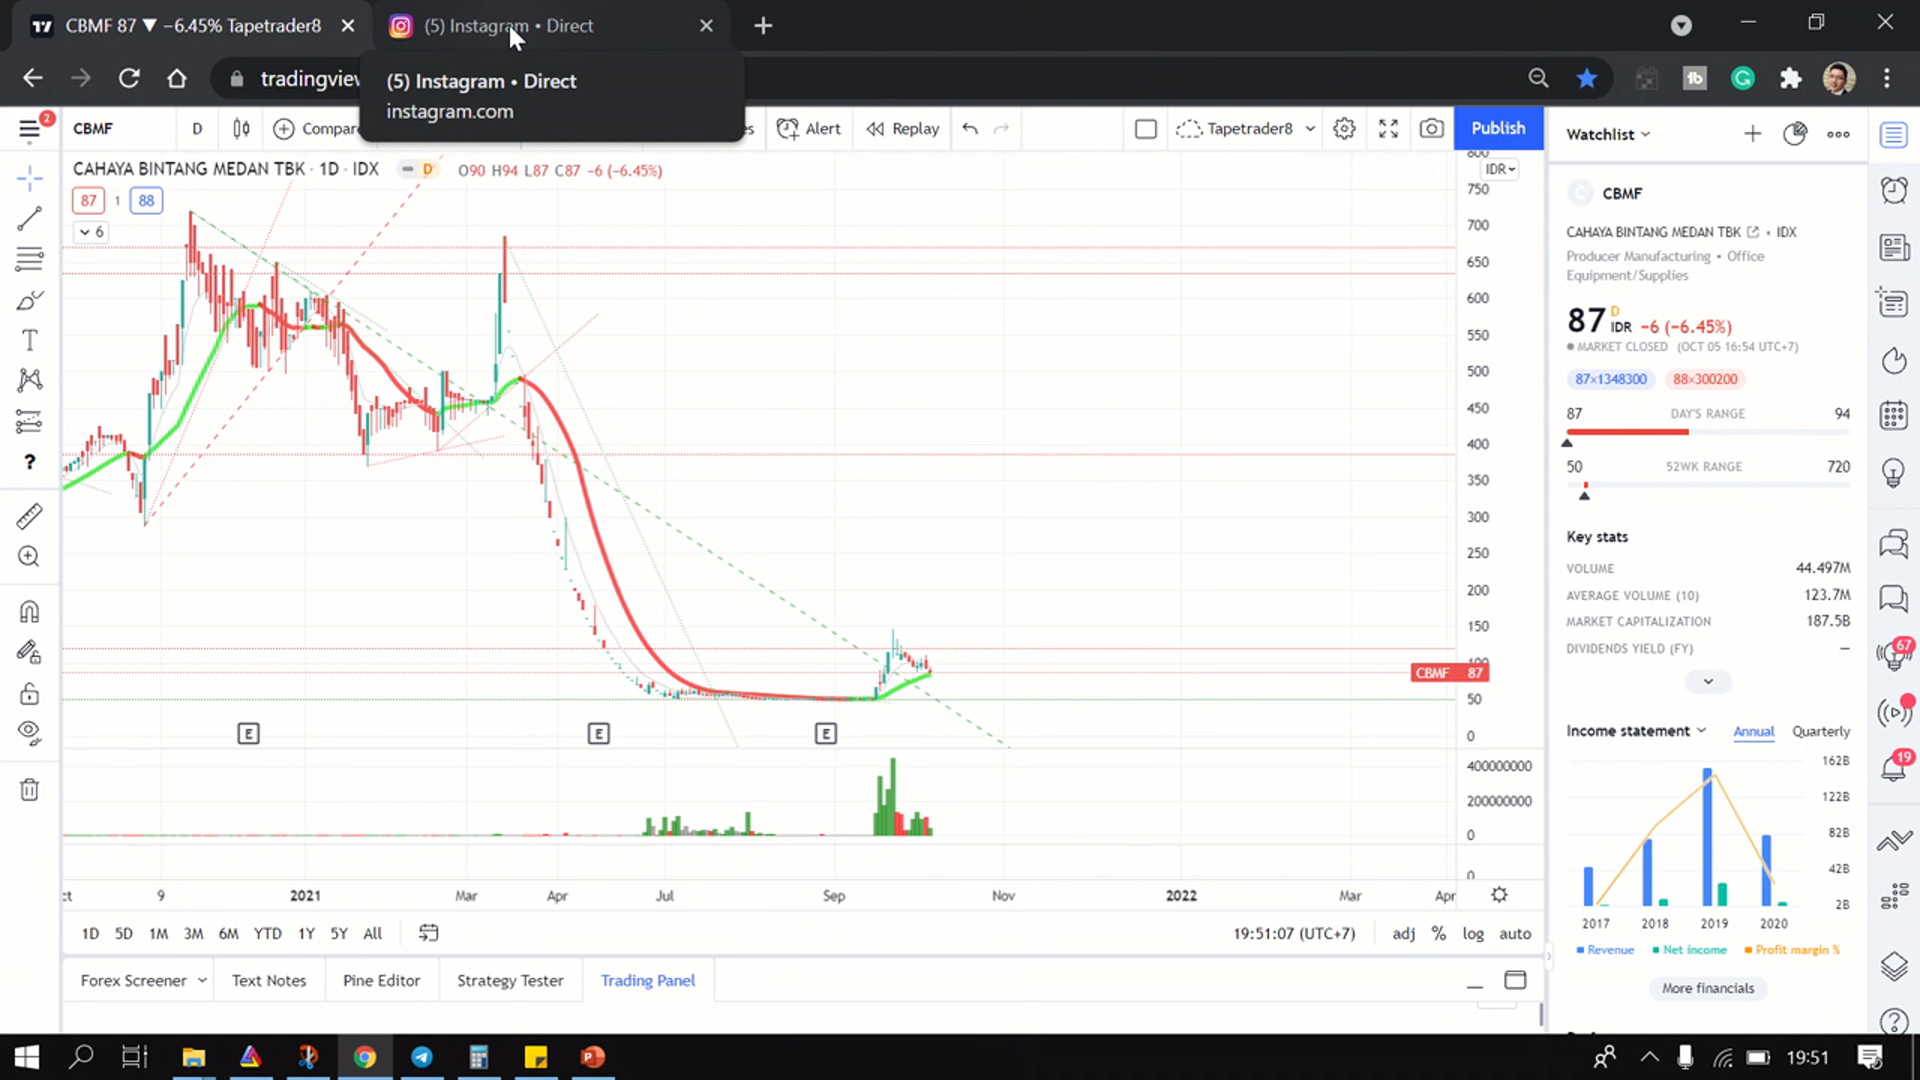 CBMF 87 ▼ −6.45% Tapetrader8
(5) Instagram • Direct
(5) Instagram • Direct
instagram.com
2
CBMF
D
Alert
Replay
Tapetrader8
Publish
Watchlist
CAHAYA BINTANG MEDAN TBK · 1D · IDX
D
O90 H94 L87 C87 −6 (−6.45%)
87
1
88
6
IDR
750
700
650
600
550
500
450
400
350
300
250
200
150
CBMF 87
50
0
E
E
E
400000000
200000000
0
9
2021
Mar
Apr
Jul
Sep
Nov
2022
Mar
1D 5D 1M 3M 6M YTD 1Y 5Y All
19:51:07 (UTC+7)
adj % log auto
Forex Screener
Text Notes
Pine Editor
Strategy Tester
Trading Panel
CBMF
CAHAYA BINTANG MEDAN TBK • IDX
Producer Manufacturing • Office
Equipment/Supplies
87 D IDR −6 (−6.45%)
MARKET CLOSED (OCT 05 16:54 UTC+7)
87×1348300
88×300200
87 DAY'S RANGE 94
50 52WK RANGE 720
Key stats
VOLUME 44.497M
AVERAGE VOLUME (10) 123.7M
MARKET CAPITALIZATION 187.5B
DIVIDENDS YIELD (FY) —
Income statement
Annual
Quarterly
162B
122B
82B
42B
2B
2017 2018 2019 2020
Revenue
Net income
Profit margin %
More financials
67
19
19:51